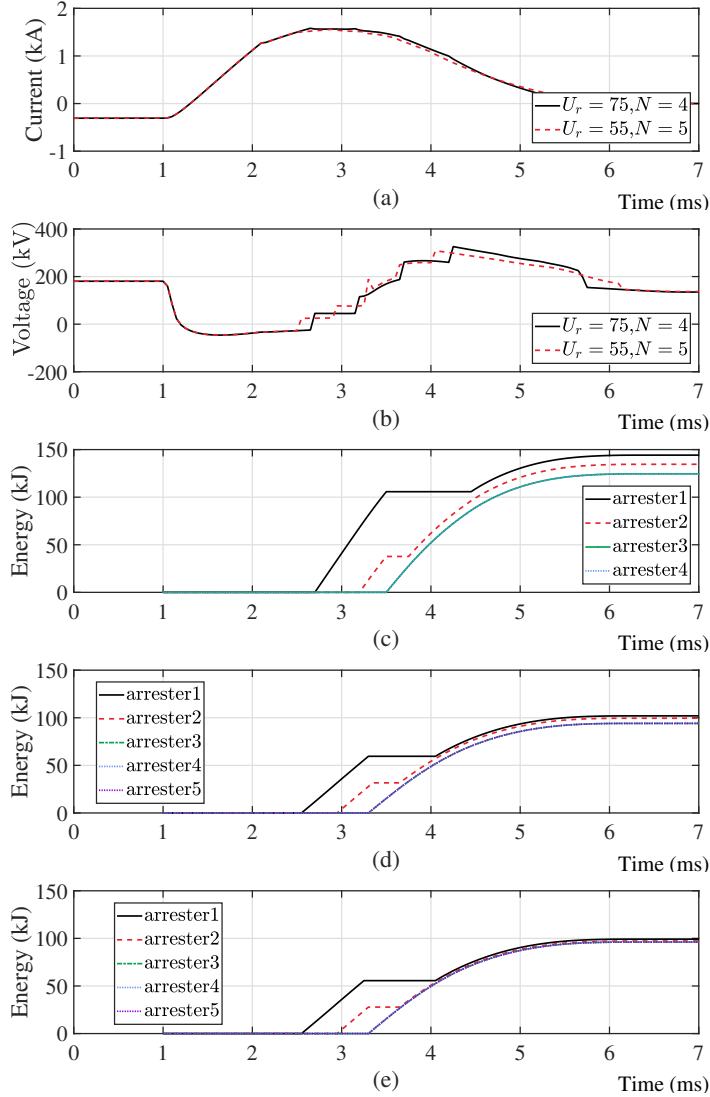 2
1
0
-1
Current (kA)
U_r = 75,N = 4
U_r = 55,N = 5
0 1 2 3 4 5 6 7
(a)
Time (ms)
400
200
0
-200
Voltage (kV)
U_r = 75,N = 4
U_r = 55,N = 5
0 1 2 3 4 5 6 7
(b)
Time (ms)
150
100
50
0
Energy (kJ)
arrester1
arrester2
arrester3
arrester4
0 1 2 3 4 5 6 7
(c)
Time (ms)
150
100
50
0
Energy (kJ)
arrester1
arrester2
arrester3
arrester4
arrester5
0 1 2 3 4 5 6 7
(d)
Time (ms)
150
100
50
0
Energy (kJ)
arrester1
arrester2
arrester3
arrester4
arrester5
0 1 2 3 4 5 6 7
(e)
Time (ms)